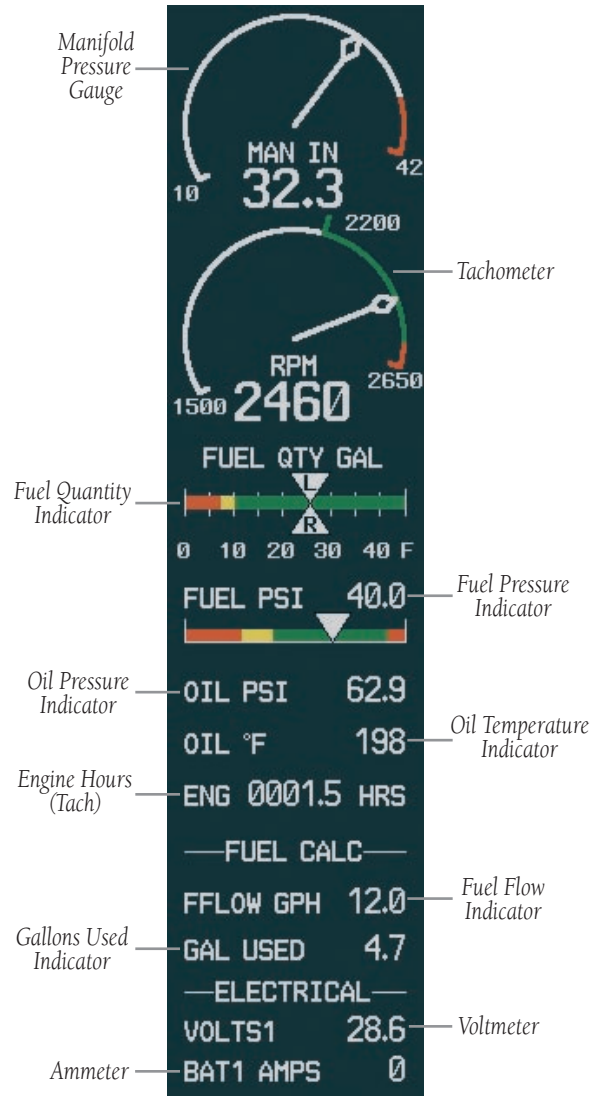 Manifold
Pressure
Gauge
MAN IN
32.3
10
42
2200
Tachometer
RPM
2460
1500
2650
FUEL QTY GAL
Fuel Quantity
Indicator
L
R
0 10 20 30 40 F
FUEL PSI 40.0
Fuel Pressure
Indicator
Oil Pressure
Indicator
OIL PSI 62.9
OIL °F 198
Oil Temperature
Indicator
Engine Hours
(Tach)
ENG 0001.5 HRS
FUEL CALC
FFLOW GPH 12.0
Fuel Flow
Indicator
Gallons Used
Indicator
GAL USED 4.7
ELECTRICAL
VOLTS1 28.6
Voltmeter
Ammeter
BAT1 AMPS 0